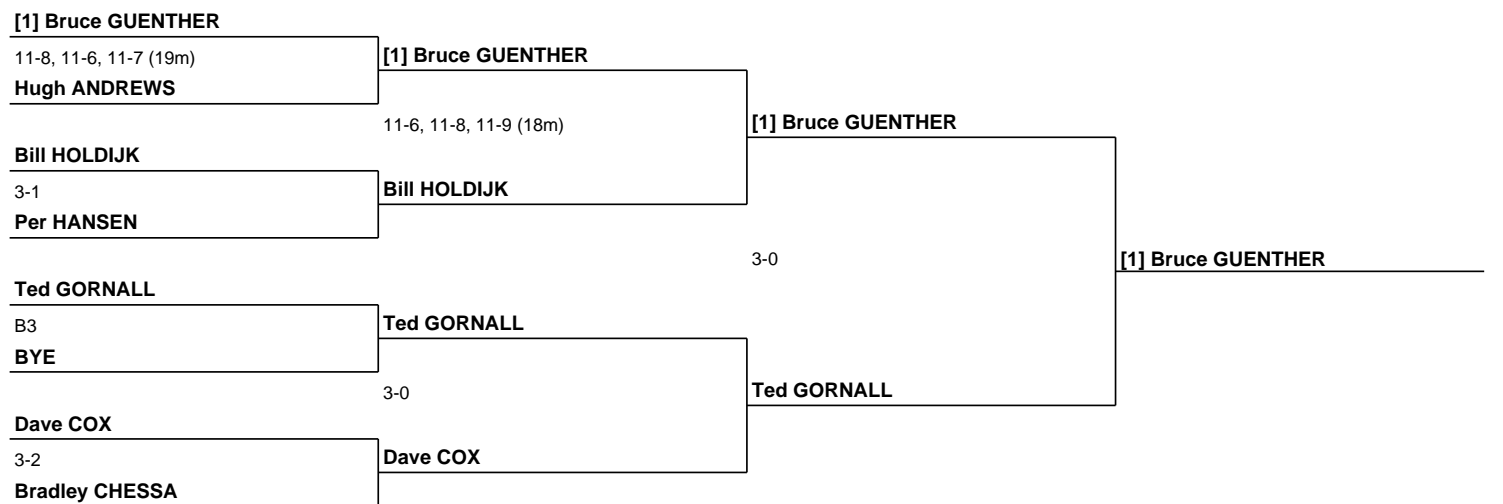 [1] Bruce GUENTHER
11-8, 11-6, 11-7 (19m)
[1] Bruce GUENTHER
Hugh ANDREWS
11-6, 11-8, 11-9 (18m)
[1] Bruce GUENTHER
Bill HOLDIJK
3-1
Bill HOLDIJK
Per HANSEN
3-0
[1] Bruce GUENTHER
Ted GORNALL
B3
Ted GORNALL
BYE
3-0
Ted GORNALL
Dave COX
3-2
Dave COX
Bradley CHESSA